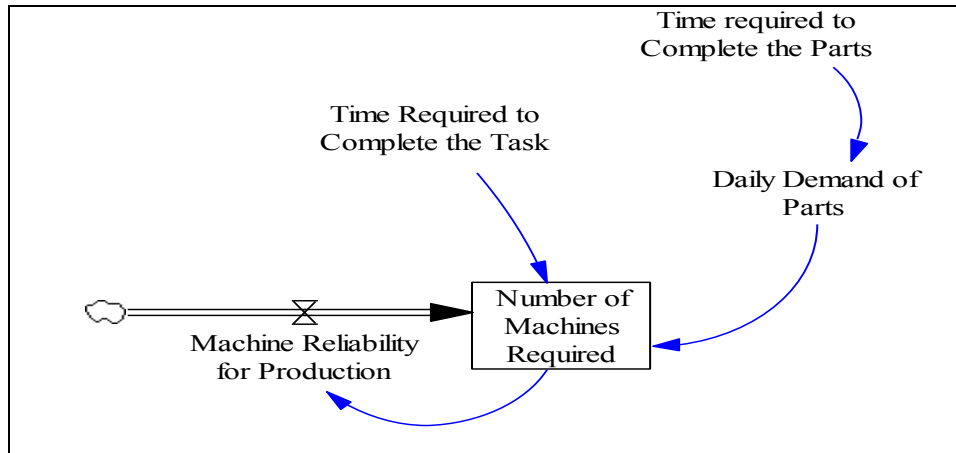 Time required to
Complete the Parts
Time Required to
Complete the Task
Daily Demand of
Parts
Number of
Machines
Required
Machine Reliability
for Production